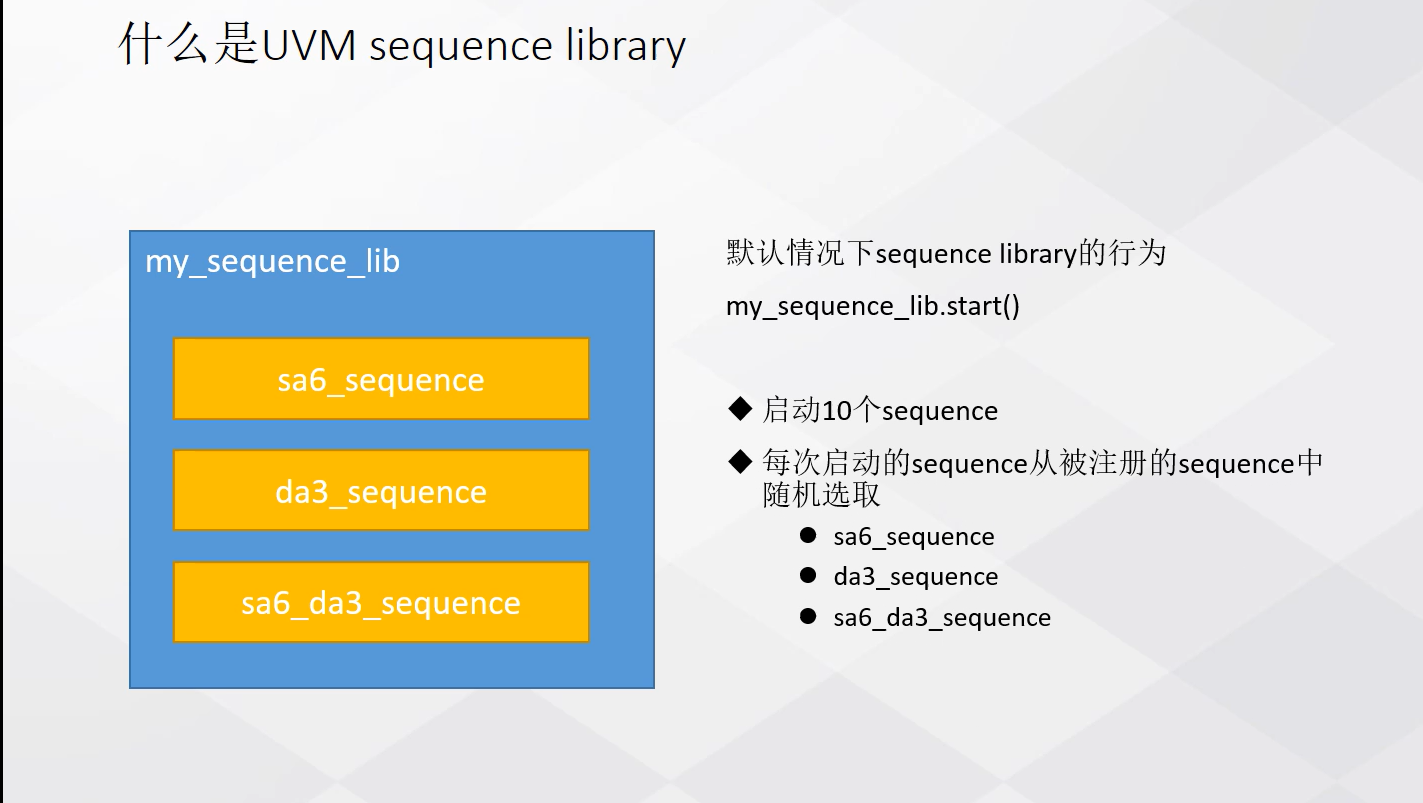 什么是UVM sequence library
my_sequence_lib
sa6_sequence
da3_sequence
sa6_da3_sequence
默认情况下sequence library的行为
my_sequence_lib.start()
◆ 启动10个sequence
◆ 每次启动的sequence从被注册的sequence中
随机选取
● sa6_sequence
● da3_sequence
● sa6_da3_sequence